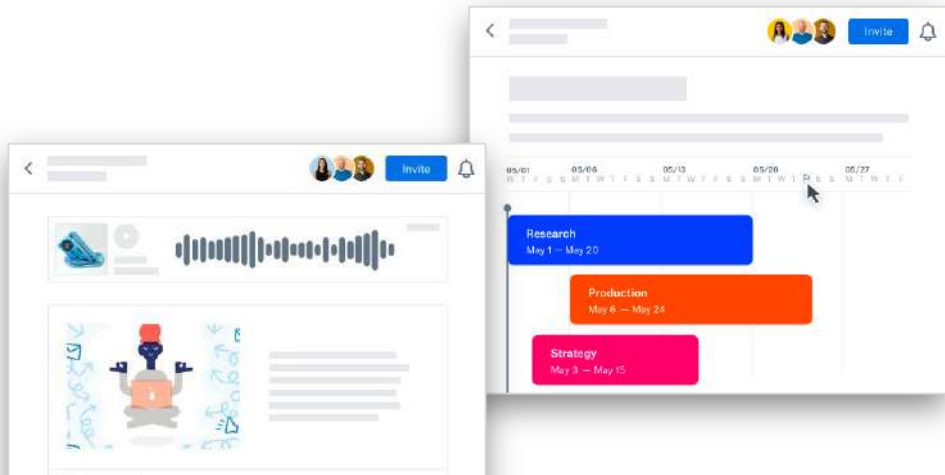 Invite
05/01 05/06 05/13 05/20 05/27
W T F S S M T W T F S S M T W T F S S M T W T F S S M T W T F
Research
May 1 – May 20
Production
May 6 – May 24
Strategy
May 3 – May 15
Invite